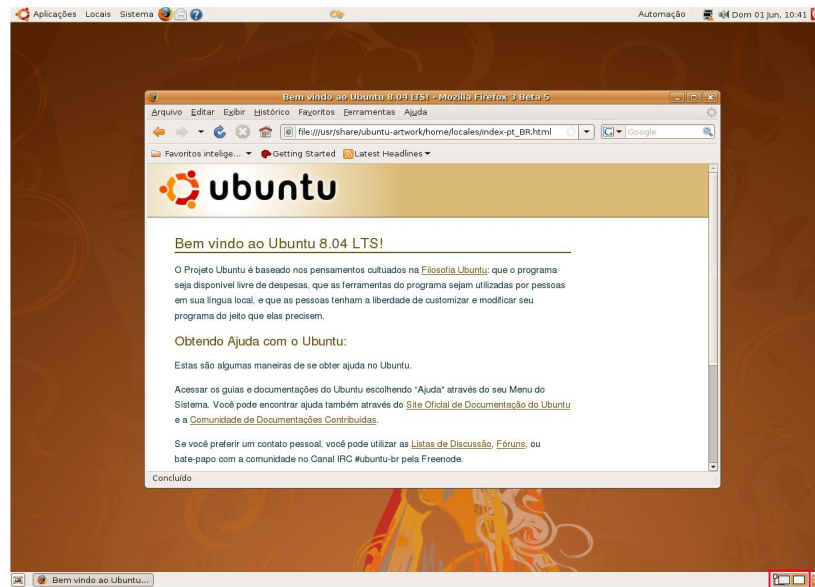 Aplicações Locais Sistema Automação Dom 01 Jun, 10:41
Bem vindo ao Ubuntu 8.04 LTS! - Mozilla Firefox 3 Beta 5
Arquivo Editar Exibir Histórico Favoritos Ferramentas Ajuda
file:///usr/share/ubuntu-artwork/home/locales/index-pt_BR.html G Google
Favoritos intelige... Getting Started Latest Headlines
ubuntu
Bem vindo ao Ubuntu 8.04 LTS!
O Projeto Ubuntu é baseado nos pensamentos cultuados na Filosofia Ubuntu: que o programa
seja disponível livre de despesas, que as ferramentas do programa sejam utilizadas por pessoas
em sua língua local, e que as pessoas tenham a liberdade de customizar e modificar seu
programa do jeito que elas precisem.
Obtendo Ajuda com o Ubuntu:
Estas são algumas maneiras de se obter ajuda no Ubuntu.
Acessar os guias e documentações do Ubuntu escolhendo "Ajuda" através do seu Menu do
Sistema. Você pode encontrar ajuda também através do Site Oficial de Documentação do Ubuntu
e a Comunidade de Documentações Contribuídas.
Se você preferir um contato pessoal, você pode utilizar as Listas de Discussão, Fóruns, ou
bate-papo com a comunidade no Canal IRC #ubuntu-br pela Freenode.
Concluído
Bem vindo ao Ubuntu...